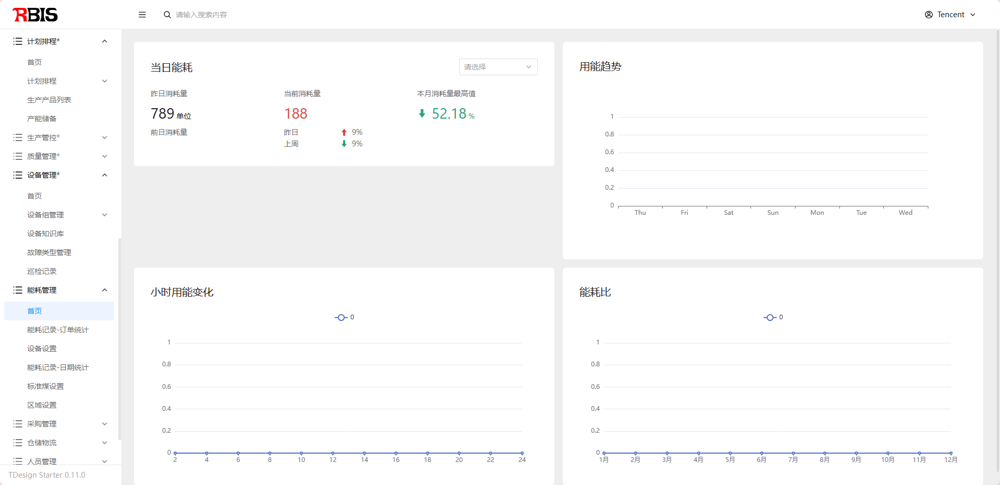 RBIS
请输入搜索内容
Tencent
计划排程*
首页
计划排程
生产产品列表
产能储备
生产管控*
质量管理*
设备管理*
首页
设备组管理
设备知识库
故障类型管理
巡检记录
能耗管理
首页
能耗记录-订单统计
设备设置
能耗记录-日期统计
标准煤设置
区域设置
采购管理
仓储物流
人员管理
TDesign Starter 0.11.0
当日能耗
请选择
昨日消耗量
789 单位
前日消耗量
当前消耗量
188
昨日 9%
上周 9%
本月消耗量最高值
52.18 %
用能趋势
1
0.8
0.6
0.4
0.2
0
Thu Fri Sat Sun Mon Tue Wed
小时用能变化
0
1
0.8
0.6
0.4
0.2
0
2 4 6 8 10 12 14 16 18 20 22 24
能耗比
0
1
0.8
0.6
0.4
0.2
0
1月 2月 3月 4月 5月 6月 7月 8月 9月 10月 11月 12月